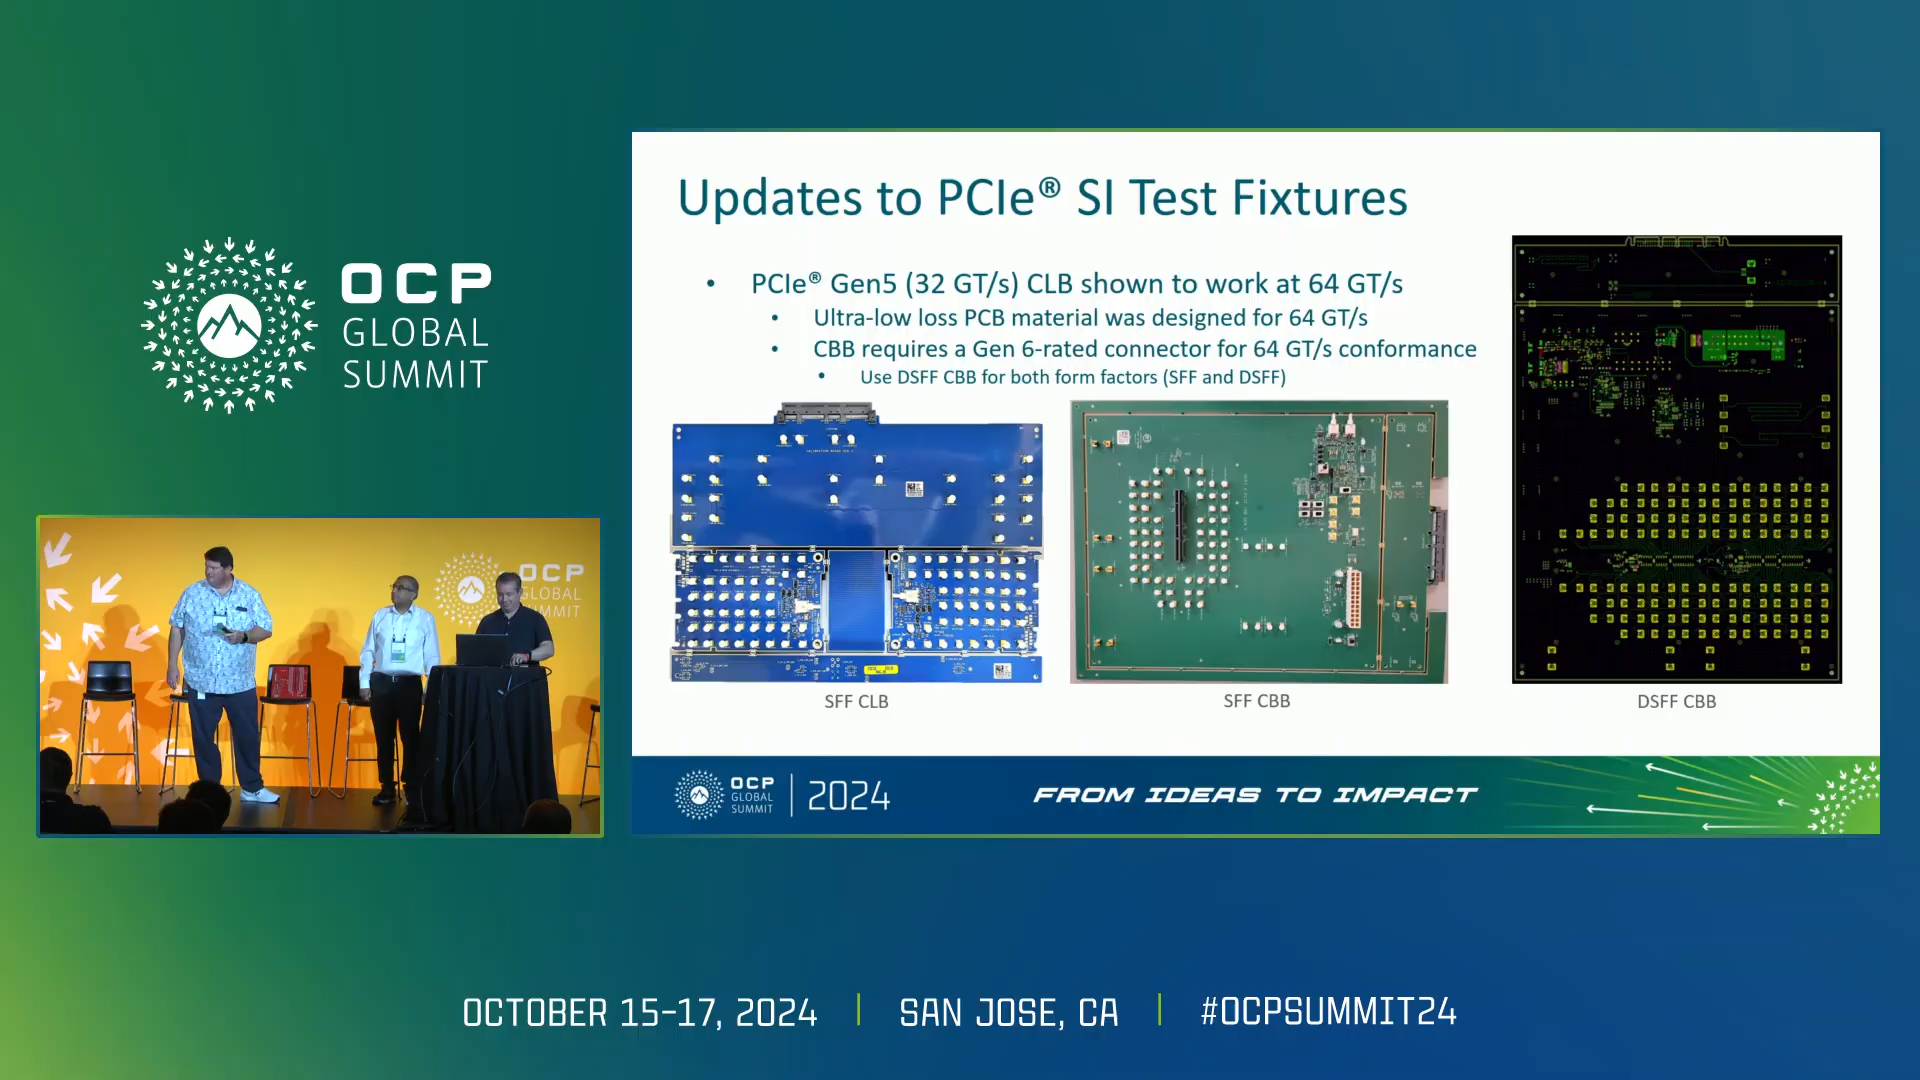 OCP
GLOBAL
SUMMIT
Updates to PCIe® SI Test Fixtures
• PCIe® Gen5 (32 GT/s) CLB shown to work at 64 GT/s
• Ultra-low loss PCB material was designed for 64 GT/s
• CBB requires a Gen 6-rated connector for 64 GT/s conformance
• Use DSFF CBB for both form factors (SFF and DSFF)
SFF CLB
SFF CBB
DSFF CBB
OCP
GLOBAL
SUMMIT
OCP
GLOBAL
SUMMIT
2024
FROM IDEAS TO IMPACT
OCTOBER 15-17, 2024
SAN JOSE, CA
#OCPSUMMIT24